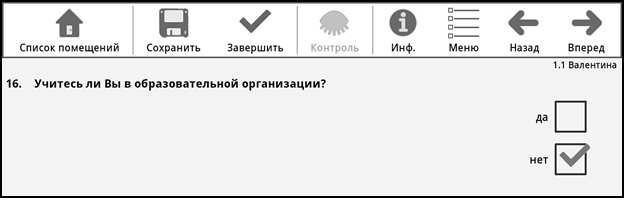 Список помещений Сохранить Завершить Контроль Инф. Меню Назад Вперед
1.1 Валентина
16. Учитесь ли Вы в образовательной организации?
да
нет